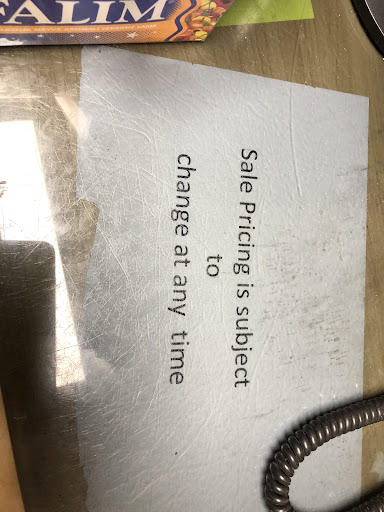 FALIM
Sale Pricing is subject
to
change at any time